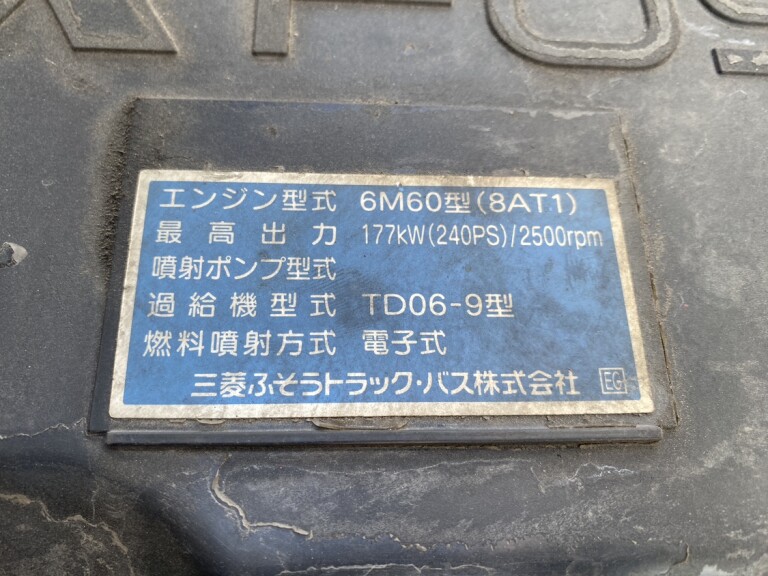 エンジン型式 6M60型(8AT1)
最高出力 177kW(240PS)/2500rpm
噴射ポンプ型式
過給機型式 TD06-9型
燃料噴射方式 電子式
三菱ふそうトラック・バス株式会社 EG